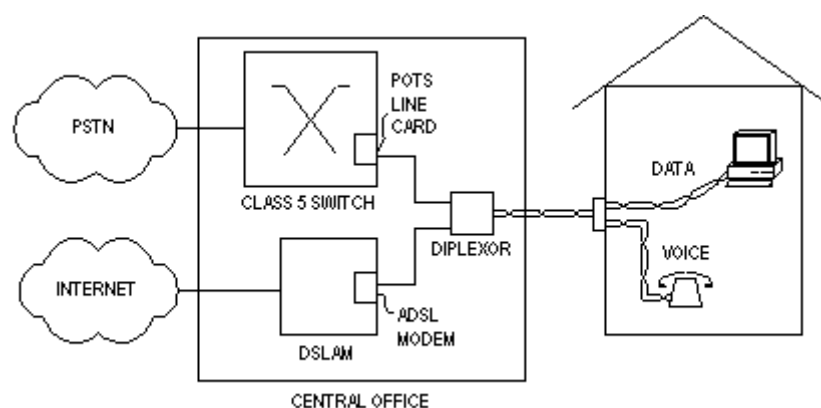 PSTN
POTS
LINE
CARD
CLASS 5 SWITCH
DIPLEXOR
INTERNET
ADSL
MODEM
DSLAM
CENTRAL OFFICE
DATA
VOICE